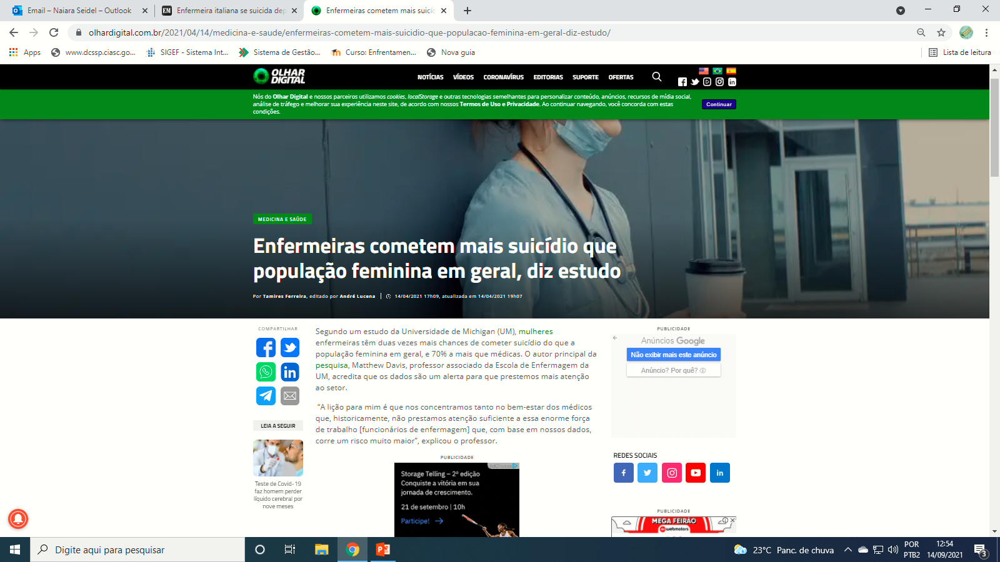 Email – Naiara Seidel – Outlook
Enfermeira italiana se suicida dep
Enfermeiras cometem mais suicíd
olhardigital.com.br/2021/04/14/medicina-e-saude/enfermeiras-cometem-mais-suicidio-que-populacao-feminina-em-geral-diz-estudo/
Apps
www.dcssp.ciasc.go...
SIGEF - Sistema Int...
Sistema de Gestão...
Curso: Enfrentamen...
Nova guia
Lista de leitura
OLHAR
DIGITAL
NOTÍCIAS VÍDEOS CORONAVÍRUS EDITORIAS SUPORTE OFERTAS
Nós do Olhar Digital e nossos parceiros utilizamos cookies, localStorage e outras tecnologias semelhantes para personalizar conteúdo, anúncios, recursos de mídia social,
análise de tráfego e melhorar sua experiência neste site, de acordo com nossos Termos de Uso e Privacidade. Ao continuar navegando, você concorda com estas
condições.
Continuar
MEDICINA E SAÚDE
Enfermeiras cometem mais suicídio que
população feminina em geral, diz estudo
Por Tamires Ferreira, editado por André Lucena 14/04/2021 17h09, atualizada em 14/04/2021 19h07
COMPARTILHAR
Segundo um estudo da Universidade de Michigan (UM), mulheres
enfermeiras têm duas vezes mais chances de cometer suicídio do que a
população feminina em geral, e 70% a mais que médicas. O autor principal da
pesquisa, Matthew Davis, professor associado da Escola de Enfermagem da
UM, acredita que os dados são um alerta para que prestemos mais atenção
ao setor.
“A lição para mim é que nos concentramos tanto no bem-estar dos médicos
que, historicamente, não prestamos atenção suficiente a essa enorme força
de trabalho [funcionários de enfermagem] que, com base em nossos dados,
corre um risco muito maior”, explicou o professor.
LEIA A SEGUIR
Teste de Covid-19
faz homem perder
líquido cerebral por
nove meses
PUBLICIDADE
AdChoices
Storage Telling – 2ª edição
Conquiste a vitória em sua
jornada de crescimento.
21 de setembro | 10h
Participe!
PUBLICIDADE
Anúncios Google
Não exibir mais este anúncio
Anúncio? Por quê?
REDES SOCIAIS
PUBLICIDADE
MEGA FEIRÃO
webmotors
Digite aqui para pesquisar
23°C Panc. de chuva
POR
PTB2
12:54
14/09/2021
3